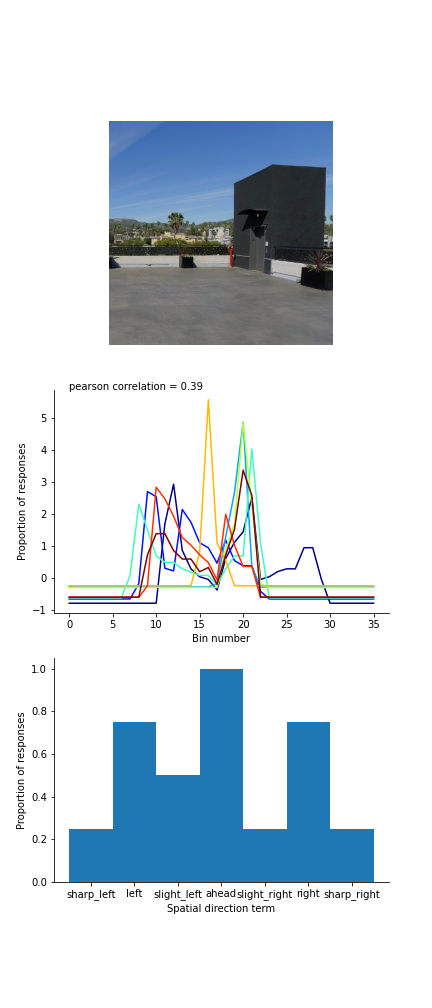 pearson correlation = 0.39
Proportion of responses
5
4
3
2
1
0
−1
0 5 10 15 20 25 30 35
Bin number
Proportion of responses
1.0
0.8
0.6
0.4
0.2
0.0
sharp_left left slight_left ahead slight_right right sharp_right
Spatial direction term